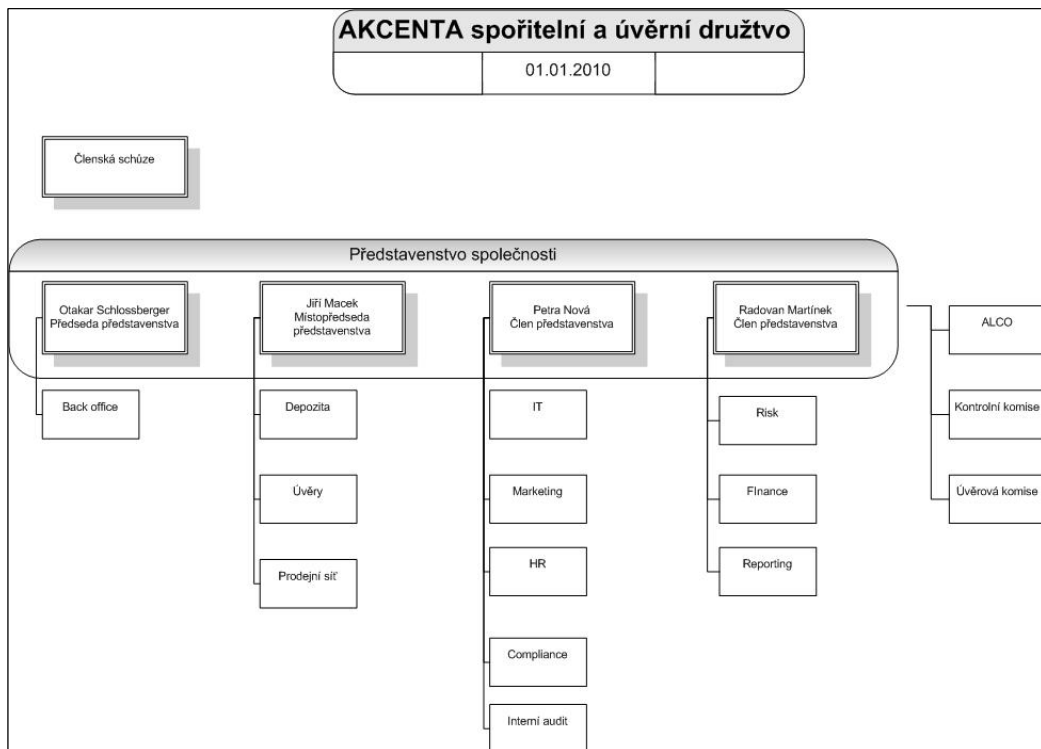 AKCENTA spořitelní a úvěrní družtvo
01.01.2010
Členská schůze
Představenstvo společnosti
Otakar Schlossberger
Předseda představenstva
Jiří Macek
Místopředseda
představenstva
Petra Nová
Člen představenstva
Radovan Martínek
Člen představenstva
ALCO
Back office
Depozita
IT
Risk
Kontrolní komise
Úvěry
Marketing
FInance
Úvěrová komise
Prodejní síť
HR
Reporting
Compliance
Interní audit